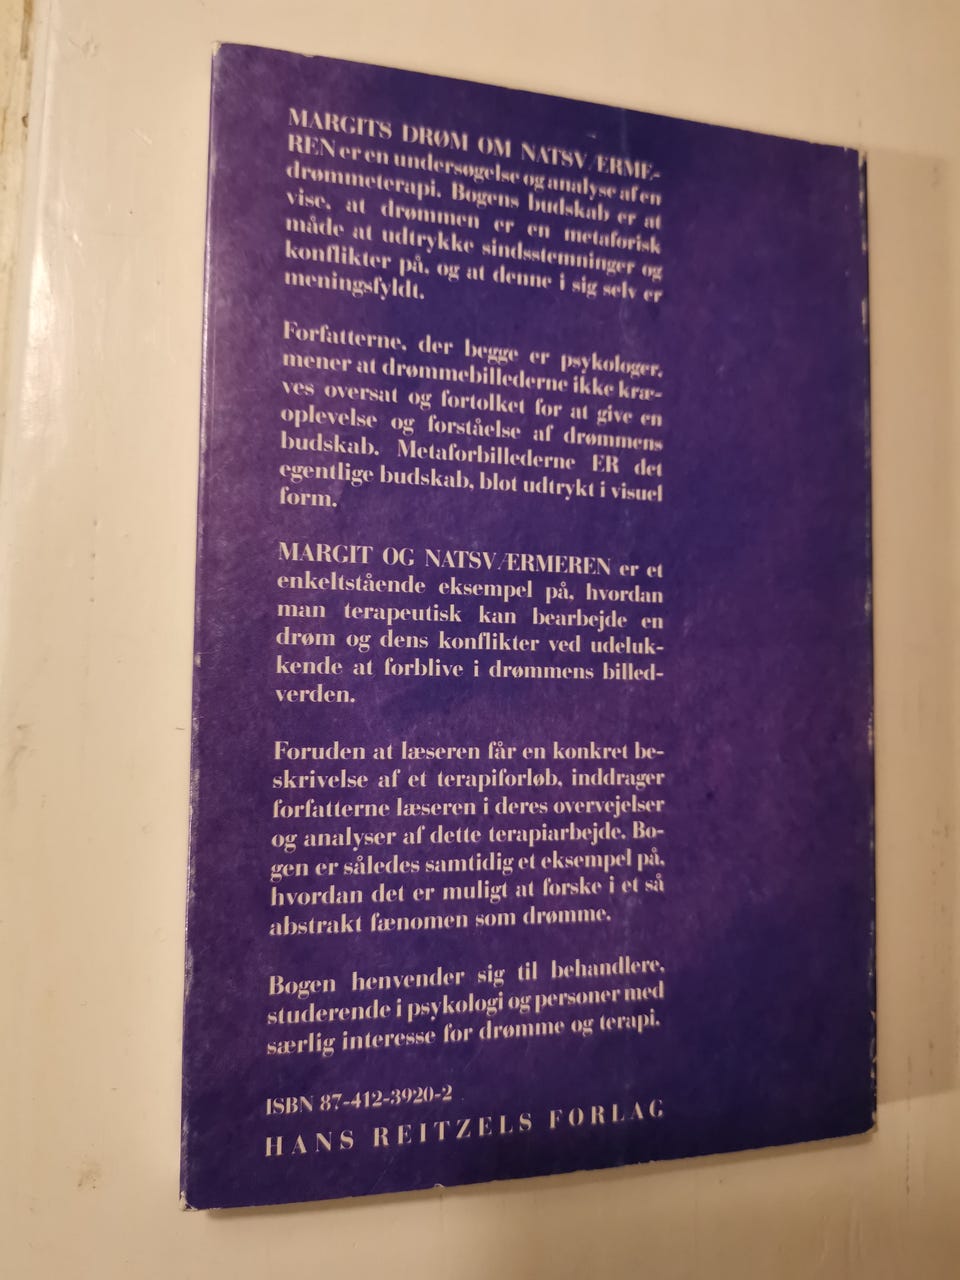 MARGITS DRØM OM NATSVÆRME-
REN er en undersøgelse og analyse af en
drømmeterapi. Bogens budskab er at
vise, at drømmen er en metaforisk
måde at udtrykke sindsstemninger og
konflikter på, og at denne i sig selv er
meningsfyldt.
Forfatterne, der begge er psykologer,
mener at drømmebillederne ikke kræ-
ves oversat og fortolket for at give en
oplevelse og forståelse af drømmens
budskab. Metaforbillederne ER det
egentlige budskab, blot udtrykt i visuel
form.
MARGIT OG NATSVÆRMEREN er et
enkeltstående eksempel på, hvordan
man terapeutisk kan bearbejde en
drøm og dens konflikter ved udeluk-
kende at forblive i drømmens billed-
verden.
Foruden at læseren får en konkret be-
skrivelse af et terapiforløb, inddrager
forfatterne læseren i deres overvejelser
og analyser af dette terapiarbejde. Bo-
gen er således samtidig et eksempel på,
hvordan det er muligt at forske i et så
abstrakt fænomen som drømme.
Bogen henvender sig til behandlere,
studerende i psykologi og personer med
særlig interesse for drømme og terapi.
ISBN 87-412-3920-2
HANS REITZELS FORLAG